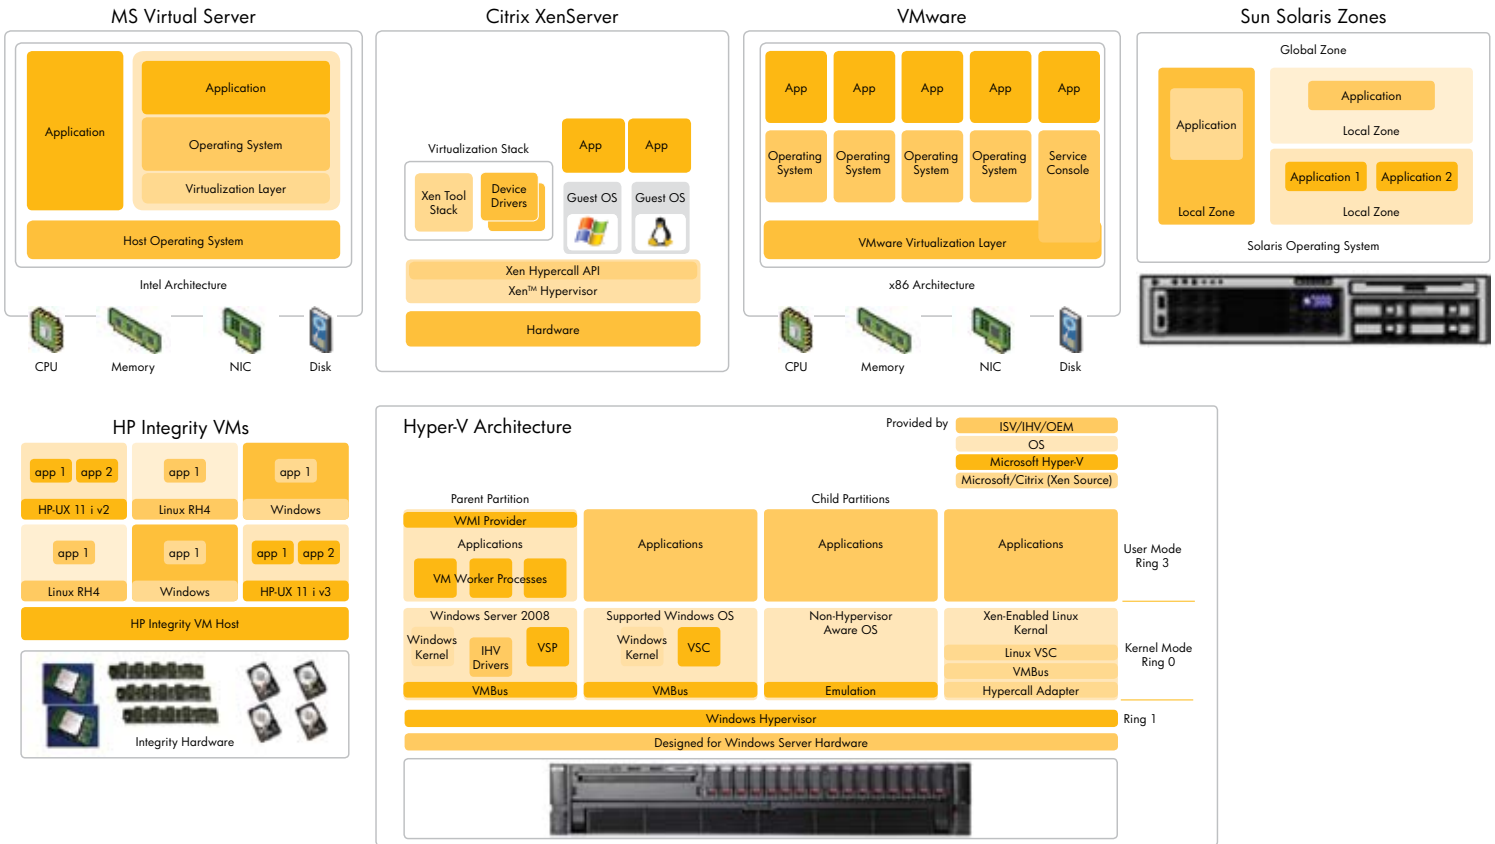 MS Virtual Server
Application
Application
Operating System
Virtualization Layer
Host Operating System
Intel Architecture
CPU
Memory
NIC
Disk
Citrix XenServer
Virtualization Stack
Xen Tool
Stack
Device
Drivers
App
App
Guest OS
Guest OS
Xen Hypercall API
Xen™ Hypervisor
Hardware
VMware
App
App
App
App
App
Operating
System
Operating
System
Operating
System
Operating
System
Service
Console
VMware Virtualization Layer
x86 Architecture
CPU
Memory
NIC
Disk
Sun Solaris Zones
Global Zone
Application
Local Zone
Application
Local Zone
Application 1
Application 2
Local Zone
Solaris Operating System
HP Integrity VMs
app 1
app 2
HP-UX 11 i v2
app 1
Linux RH4
app 1
Windows
app 1
Linux RH4
app 1
Windows
app 1
app 2
HP-UX 11 i v3
HP Integrity VM Host
Integrity Hardware
Hyper-V Architecture
Provided by
ISV/IHV/OEM
OS
Microsoft Hyper-V
Microsoft/Citrix (Xen Source)
Parent Partition
Child Partitions
WMI Provider
Applications
VM Worker Processes
Applications
Applications
Applications
User Mode
Ring 3
Windows Server 2008
Windows
Kernel
IHV
Drivers
VSP
VMBus
Supported Windows OS
Windows
Kernel
VSC
VMBus
Non-Hypervisor
Aware OS
Emulation
Xen-Enabled Linux
Kernel
Linux VSC
VMBus
Hypercall Adapter
Kernel Mode
Ring 0
Windows Hypervisor
Ring 1
Designed for Windows Server Hardware